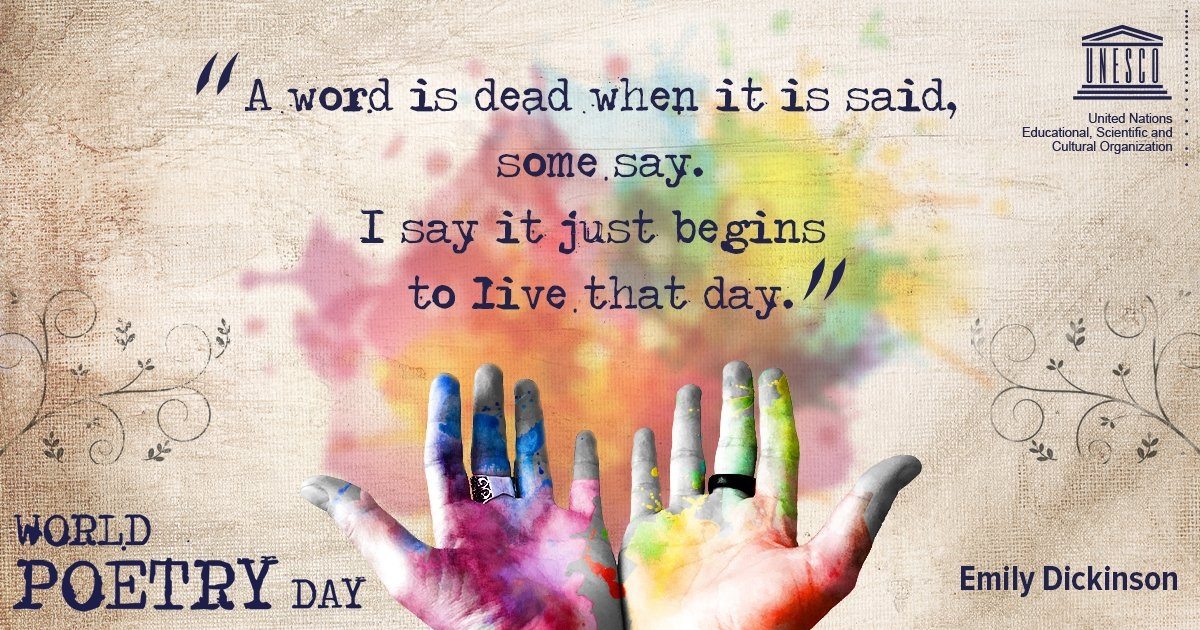 "A word is dead when it is said,
some say.
I say it just begins
to live that day."
UNESCO
United Nations
Educational, Scientific and
Cultural Organization
WORLD
POETRY DAY
Emily Dickinson